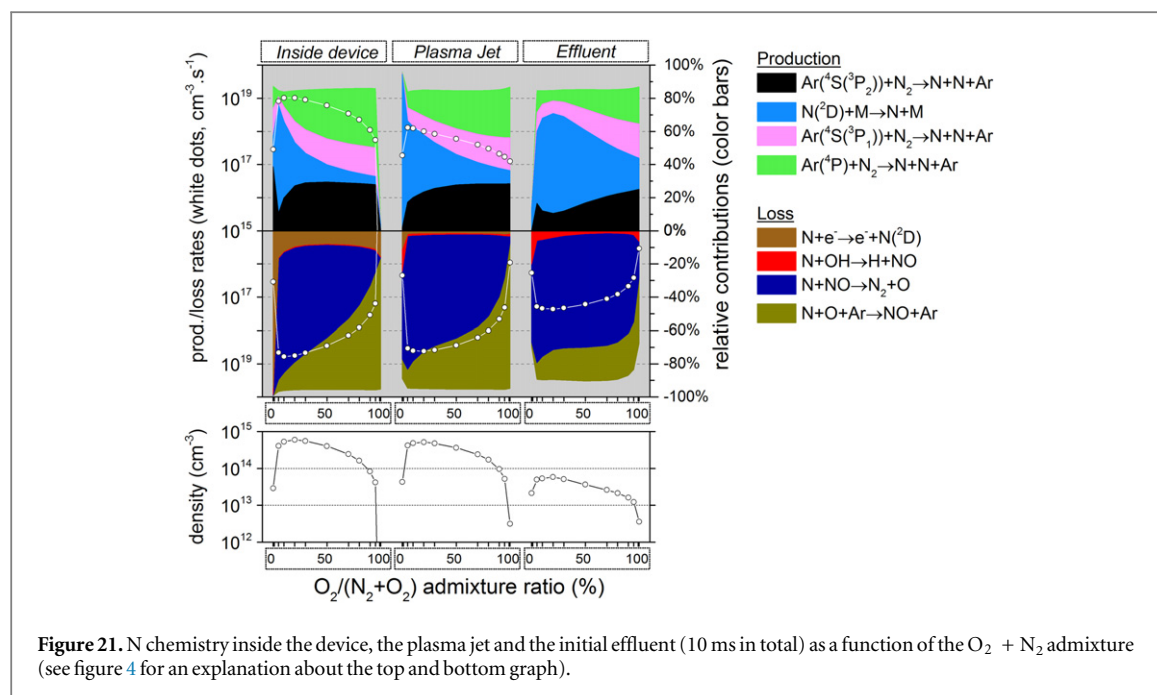 Inside device Plasma Jet Effluent
prod./loss rates (white dots, cm⁻³.s⁻¹)
10¹⁹
10¹⁷
10¹⁵
10¹⁷
10¹⁹
100%
80%
60%
40%
20%
0%
-20%
-40%
-60%
-80%
-100%
relative contributions (color bars)
0 50 100 0 50 100 0 50 100
Production
Ar(⁴S(³P₂))+N₂→N+N+Ar
N(²D)+M→N+M
Ar(⁴S(³P₁))+N₂→N+N+Ar
Ar(⁴P)+N₂→N+N+Ar
Loss
N+e⁻→e⁻+N(²D)
N+OH→H+NO
N+NO→N₂+O
N+O+Ar→NO+Ar
density (cm⁻³)
10¹⁵
10¹⁴
10¹³
10¹²
0 50 100 0 50 100 0 50 100
O₂/(N₂+O₂) admixture ratio (%)
Figure 21. N chemistry inside the device, the plasma jet and the initial effluent (10 ms in total) as a function of the O₂ + N₂ admixture
(see figure 4 for an explanation about the top and bottom graph).